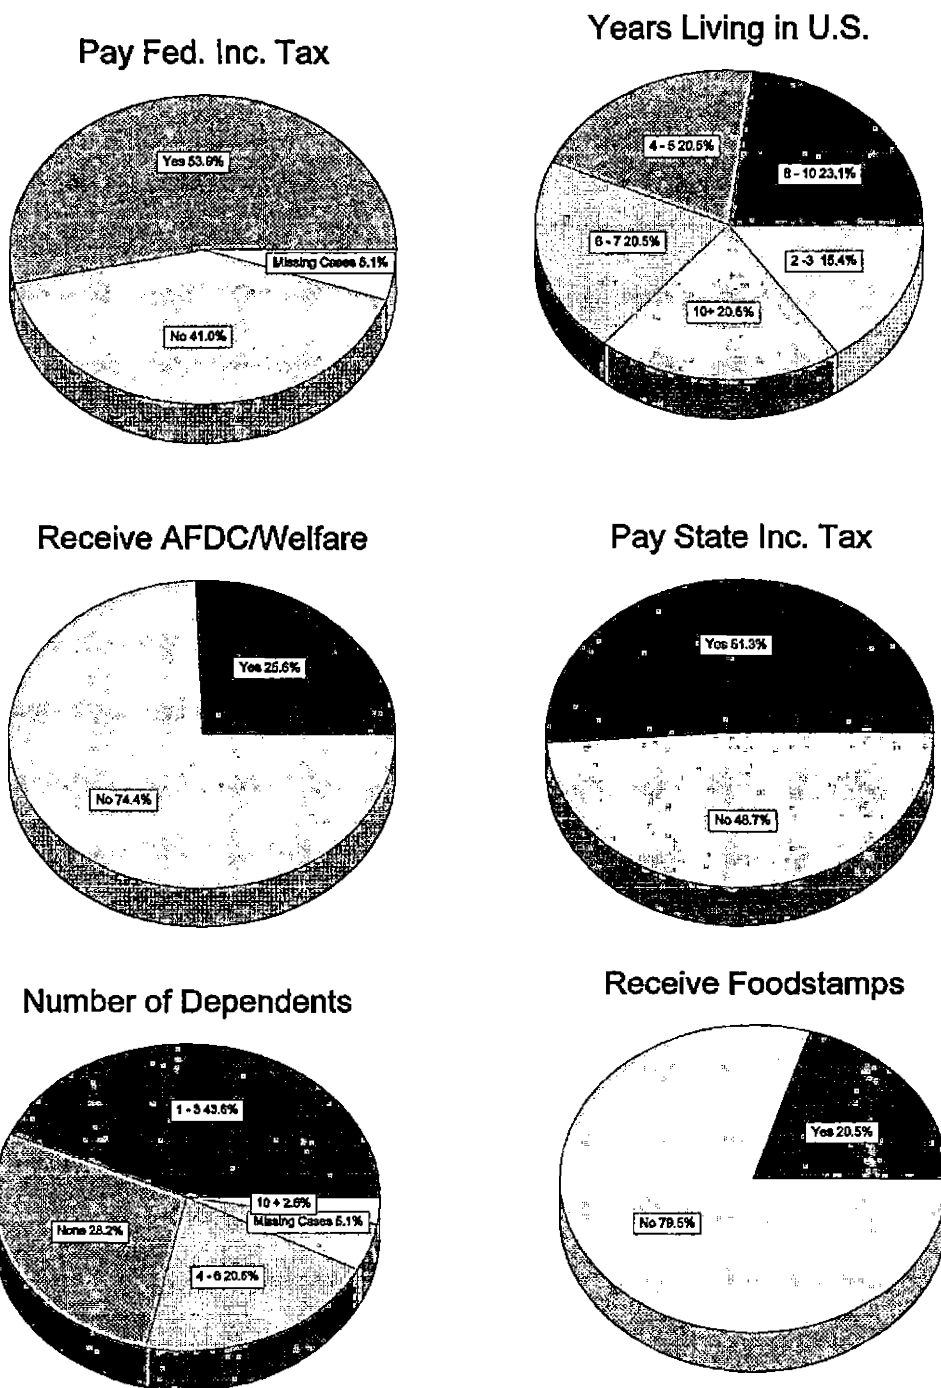 Pay Fed. Inc. Tax
Yes 53.9%
Missing Cases 5.1%
No 41.0%
Years Living in U.S.
4 - 5 20.5%
8 - 10 23.1%
6 - 7 20.5%
2 -3 15.4%
10+ 20.5%
Receive AFDC/Welfare
Yes 25.6%
No 74.4%
Pay State Inc. Tax
Yes 51.3%
No 48.7%
Number of Dependents
1 - 3 43.6%
10 + 2.6%
Missing Cases 5.1%
None 28.2%
4 - 6 20.5%
Receive Foodstamps
Yes 20.5%
No 79.5%